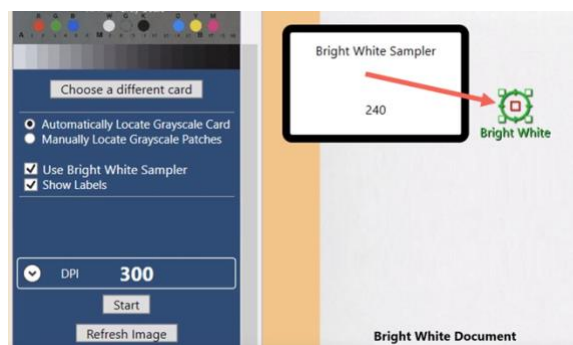 Choose a different card
Automatically Locate Grayscale Card
Manually Locate Grayscale Patches
Use Bright White Sampler
Show Labels
DPI 300
Start
Refresh Image
Bright White Sampler
240
Bright White
Bright White Document